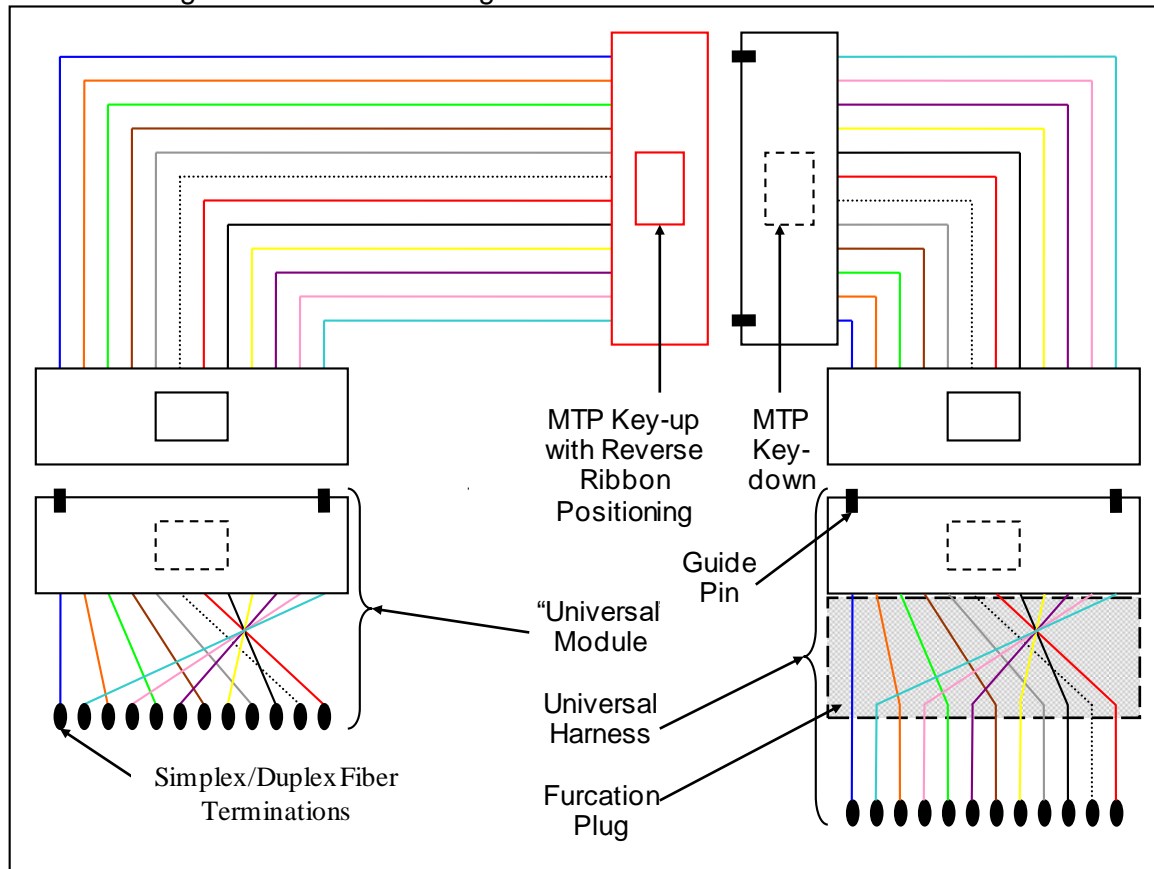 MTP Key-up
with Reverse
Ribbon
Positioning
MTP
Key-
down
Guide
Pin
“Universal
Module
Universal
Harness
Furcation
Plug
Simplex/Duplex Fiber
Terminations